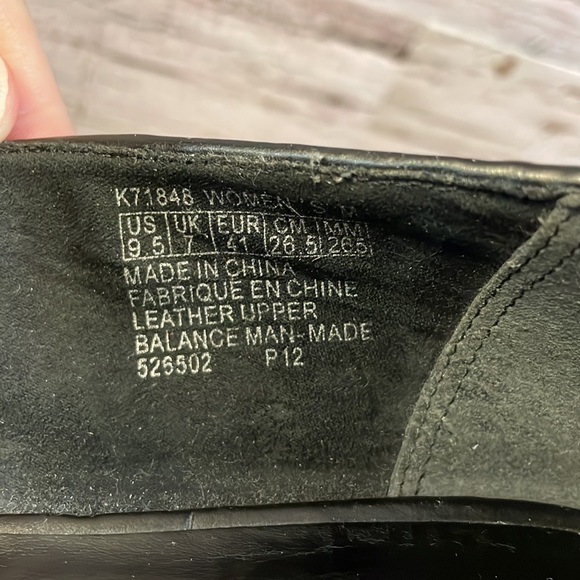 K71848 WOMEN'S
US UK EUR CM MM
9.5 7 41 26.5 265
MADE IN CHINA
FABRIQUE EN CHINE
LEATHER UPPER
BALANCE MAN-MADE
526502 P12